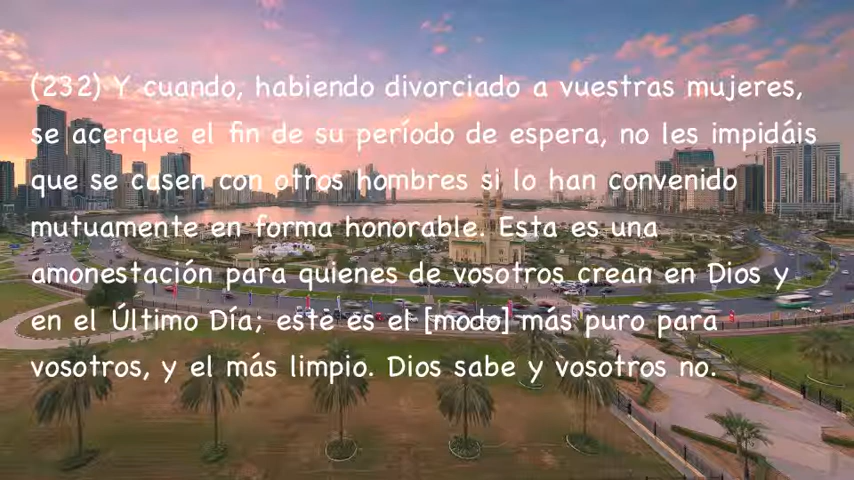 (232) Y cuando, habiendo divorciado a vuestras mujeres,
se acerque el fin de su período de espera, no les impidáis
que se casen con otros hombres si lo han convenido
mutuamente en forma honorable. Esta es una
amonestación para quienes de vosotros crean en Dios y
en el Último Día; este es el [modo] más puro para
vosotros, y el más limpio. Dios sabe y vosotros no.